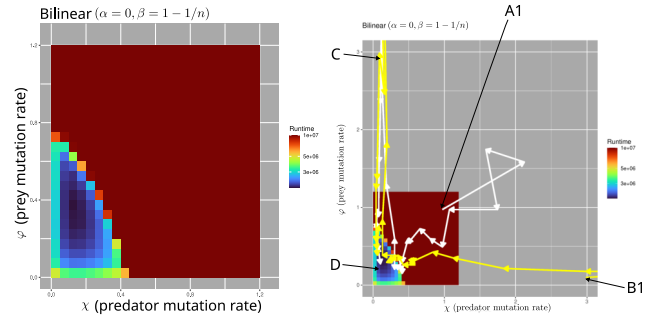 Bilinear (α = 0, β = 1 − 1/n)
φ (prey mutation rate)
1.2
0.8
0.4
0.0
0.0 0.4 0.8 1.2
χ (predator mutation rate)
Runtime
1e+07
6e+06
3e+06
A1
Bilinear (α = 0, β = 1 − 1/n)
C
D
B1
φ (prey mutation rate)
3
2
1
0
0 1 2 3
χ (predator mutation rate)
Runtime
1e+07
6e+06
3e+06